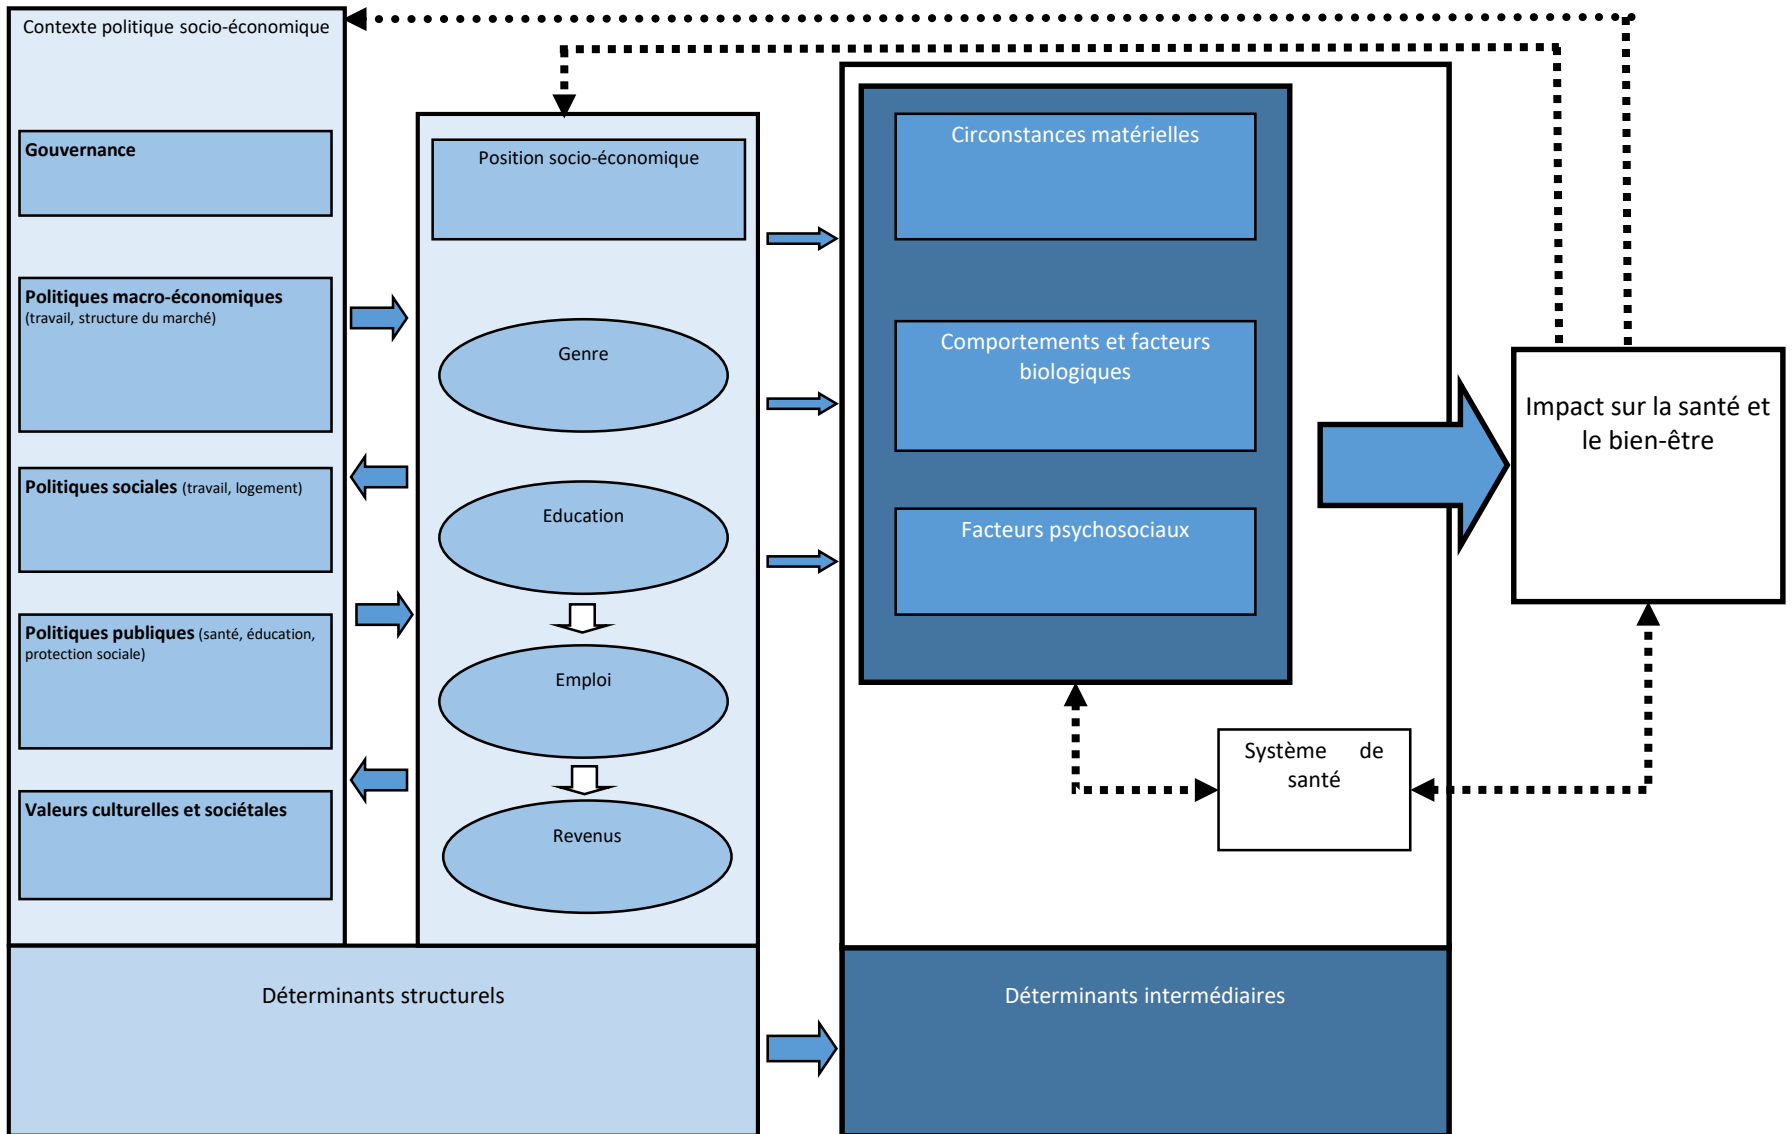 Contexte politique socio-économique
Gouvernance
Politiques macro-économiques
(travail, structure du marché)
Politiques sociales (travail, logement)
Politiques publiques (santé, éducation,
protection sociale)
Valeurs culturelles et sociétales
Position socio-économique
Genre
Education
Emploi
Revenus
Déterminants structurels
Circonstances matérielles
Comportements et facteurs
biologiques
Facteurs psychosociaux
Système de
santé
Déterminants intermédiaires
Impact sur la santé et
le bien-être